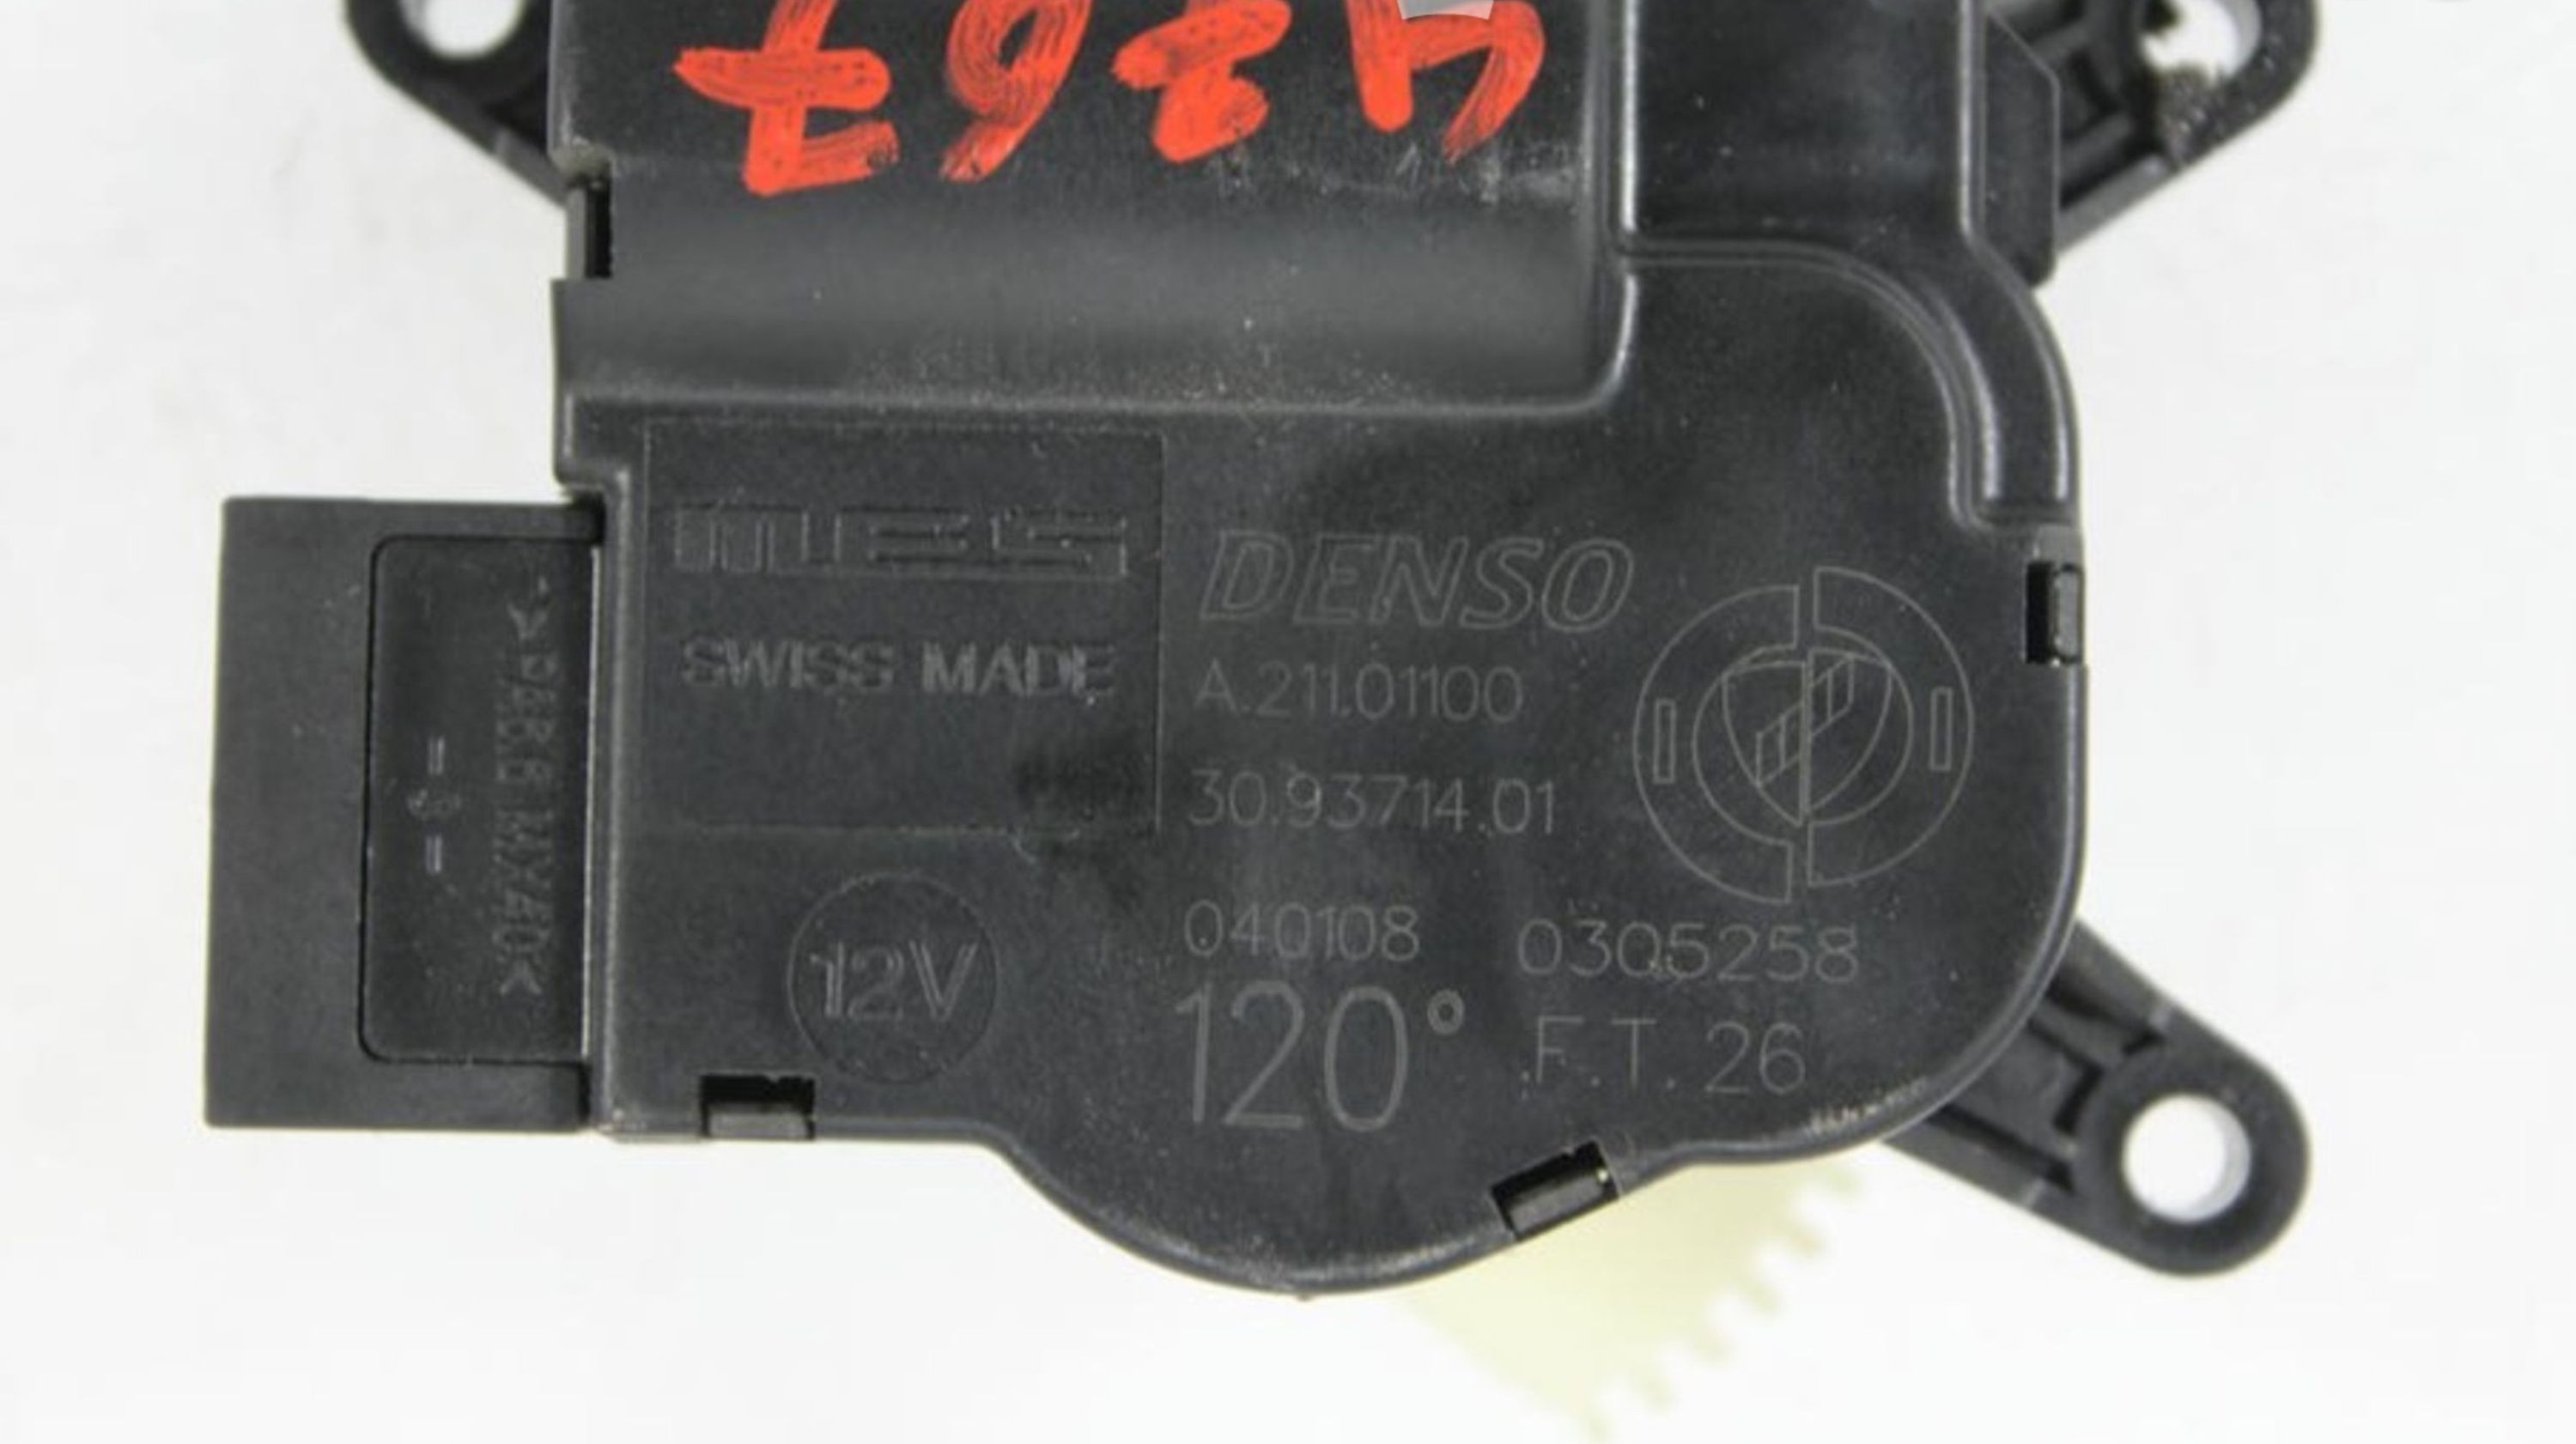 4267
MES
SWISS MADE
DENSO
A.211.01100
30.93714.01
040108
0305258
120°
F.T. 26
12V